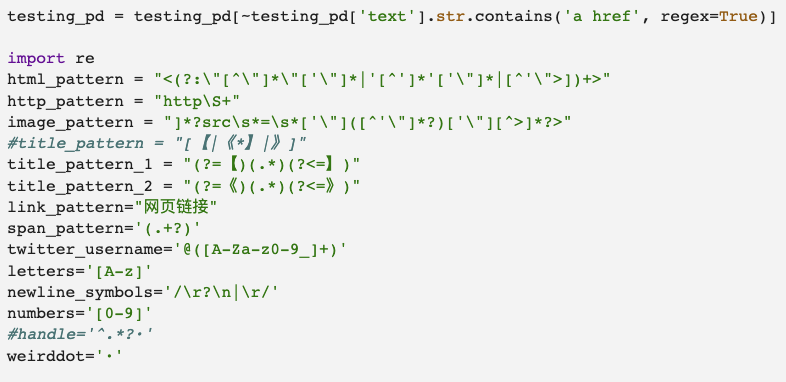 testing_pd = testing_pd[~testing_pd['text'].str.contains('a href', regex=True)]
import re
html_pattern = "<(?:\"[^\"]*\"['\"]*|'[^']*'['\"]*|[^'\">])+>"
http_pattern = "http\S+"
image_pattern = "]*?src\s*=\s*['\"]([^'\"]*?)['\"][^>]*?>"
#title_pattern = "[【|《*】|》]"
title_pattern_1 = "(?=【)(.*)(?<=】)"
title_pattern_2 = "(?=《)(.*)(?<=》)"
link_pattern="网页链接"
span_pattern='(.+?)'
twitter_username='@([A-Za-z0-9_]+)'
letters='[A-z]'
newline_symbols='/\r?\n|\r/'
numbers='[0-9]'
#handle='^.*?·'
weirddot='·'